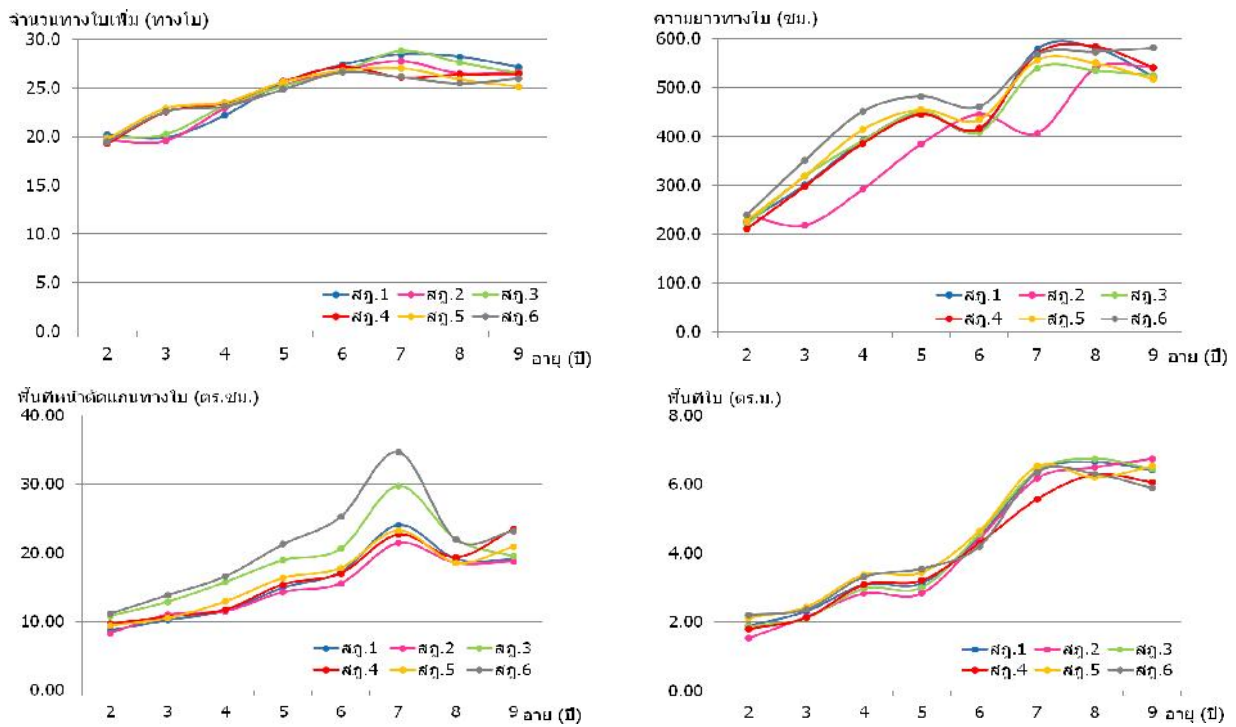 จำนวนทางใบเพิ่ม (ทางใบ)
30.0
25.0
20.0
15.0
10.0
5.0
0.0
สฎ.1 สฎ.2 สฎ.3
สฎ.4 สฎ.5 สฎ.6
2 3 4 5 6 7 8 9 อายุ (ปี)
ความยาวทางใบ (ซม.)
600.0
500.0
400.0
300.0
200.0
100.0
0.0
สฎ.1 สฎ.2 สฎ.3
สฎ.4 สฎ.5 สฎ.6
2 3 4 5 6 7 8 9 อายุ (ปี)
พื้นที่หน้าตัดแกนทางใบ (ตร.ซม.)
40.00
30.00
20.00
10.00
0.00
สฎ.1 สฎ.2 สฎ.3
สฎ.4 สฎ.5 สฎ.6
2 3 4 5 6 7 8 9 อายุ (ปี)
พื้นที่ใบ (ตร.ม.)
8.00
6.00
4.00
2.00
0.00
สฎ.1 สฎ.2 สฎ.3
สฎ.4 สฎ.5 สฎ.6
2 3 4 5 6 7 8 9 อายุ (ปี)